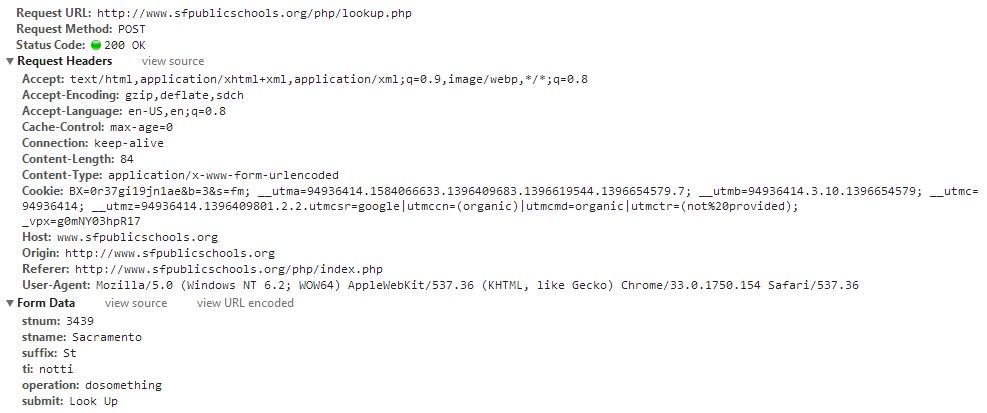 Request URL: http://www.sfpublicschools.org/php/lookup.php
Request Method: POST
Status Code: 200 OK
Request Headers view source
Accept: text/html,application/xhtml+xml,application/xml;q=0.9,image/webp,*/*;q=0.8
Accept-Encoding: gzip,deflate,sdch
Accept-Language: en-US,en;q=0.8
Cache-Control: max-age=0
Connection: keep-alive
Content-Length: 84
Content-Type: application/x-www-form-urlencoded
Cookie: BX=0r37gi19jn1ae&b=3&s=fm; __utma=94936414.1584066633.1396409683.1396619544.1396654579.7; __utmb=94936414.3.10.1396654579; __utmc=
94936414; __utmz=94936414.1396409801.2.2.utmcsr=google|utmccn=(organic)|utmcmd=organic|utmctr=(not%20provided);
_vpx=g0mNY03hpR17
Host: www.sfpublicschools.org
Origin: http://www.sfpublicschools.org
Referer: http://www.sfpublicschools.org/php/index.php
User-Agent: Mozilla/5.0 (Windows NT 6.2; WOW64) AppleWebKit/537.36 (KHTML, like Gecko) Chrome/33.0.1750.154 Safari/537.36
Form Data view source view URL encoded
stnum: 3439
stname: Sacramento
suffix: St
ti: notti
operation: dosomething
submit: Look Up